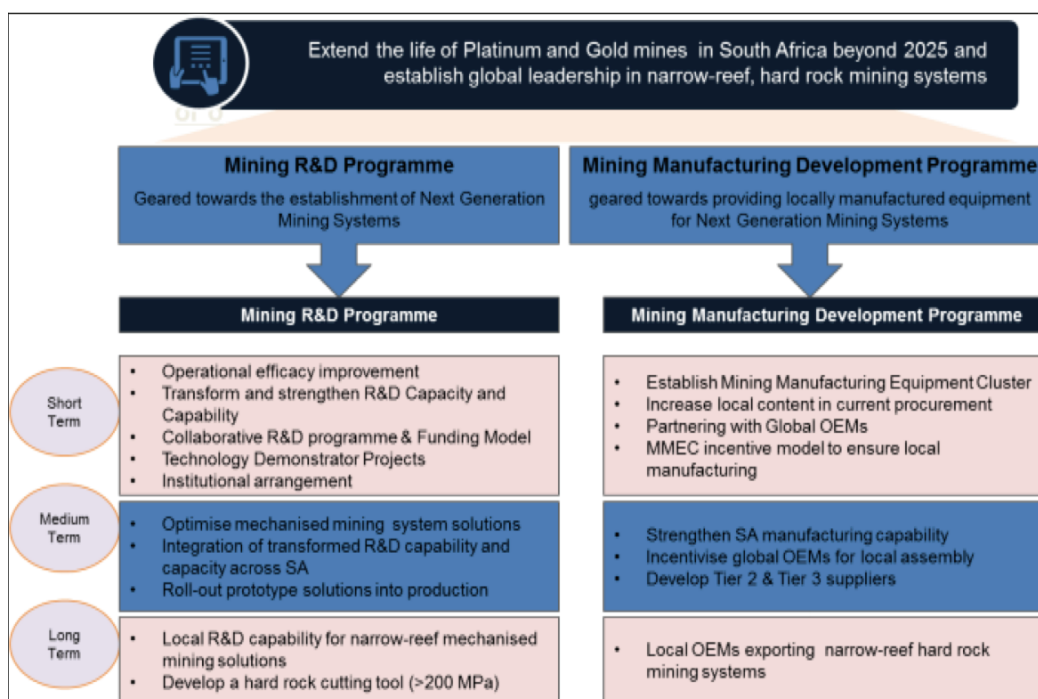 Extend the life of Platinum and Gold mines in South Africa beyond 2025 and
establish global leadership in narrow-reef, hard rock mining systems
Mining R&D Programme
Geared towards the establishment of Next Generation
Mining Systems
Mining Manufacturing Development Programme
geared towards providing locally manufactured equipment
for Next Generation Mining Systems
Mining R&D Programme
Mining Manufacturing Development Programme
Short
Term
• Operational efficacy improvement
• Transform and strengthen R&D Capacity and
Capability
• Collaborative R&D programme & Funding Model
• Technology Demonstrator Projects
• Institutional arrangement
• Establish Mining Manufacturing Equipment Cluster
• Increase local content in current procurement
• Partnering with Global OEMs
• MMEC incentive model to ensure local
manufacturing
Medium
Term
• Optimise mechanised mining system solutions
• Integration of transformed R&D capability and
capacity across SA
• Roll-out prototype solutions into production
• Strengthen SA manufacturing capability
• Incentivise global OEMs for local assembly
• Develop Tier 2 & Tier 3 suppliers
Long
Term
• Local R&D capability for narrow-reef mechanised
mining solutions
• Develop a hard rock cutting tool (>200 MPa)
• Local OEMs exporting narrow-reef hard rock
mining systems